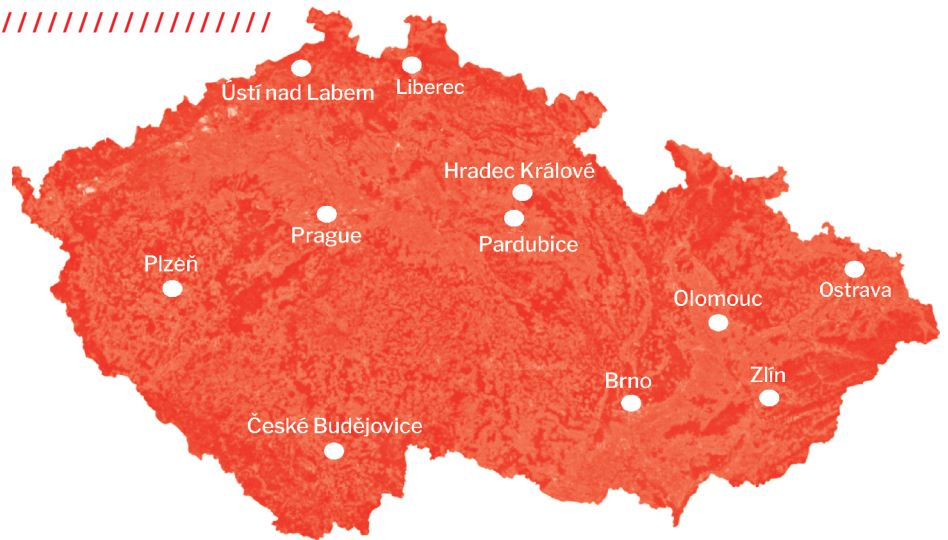 Ústí nad Labem
Liberec
Hradec Králové
Prague
Pardubice
Plzeň
Olomouc
Ostrava
Brno
Zlín
České Budějovice